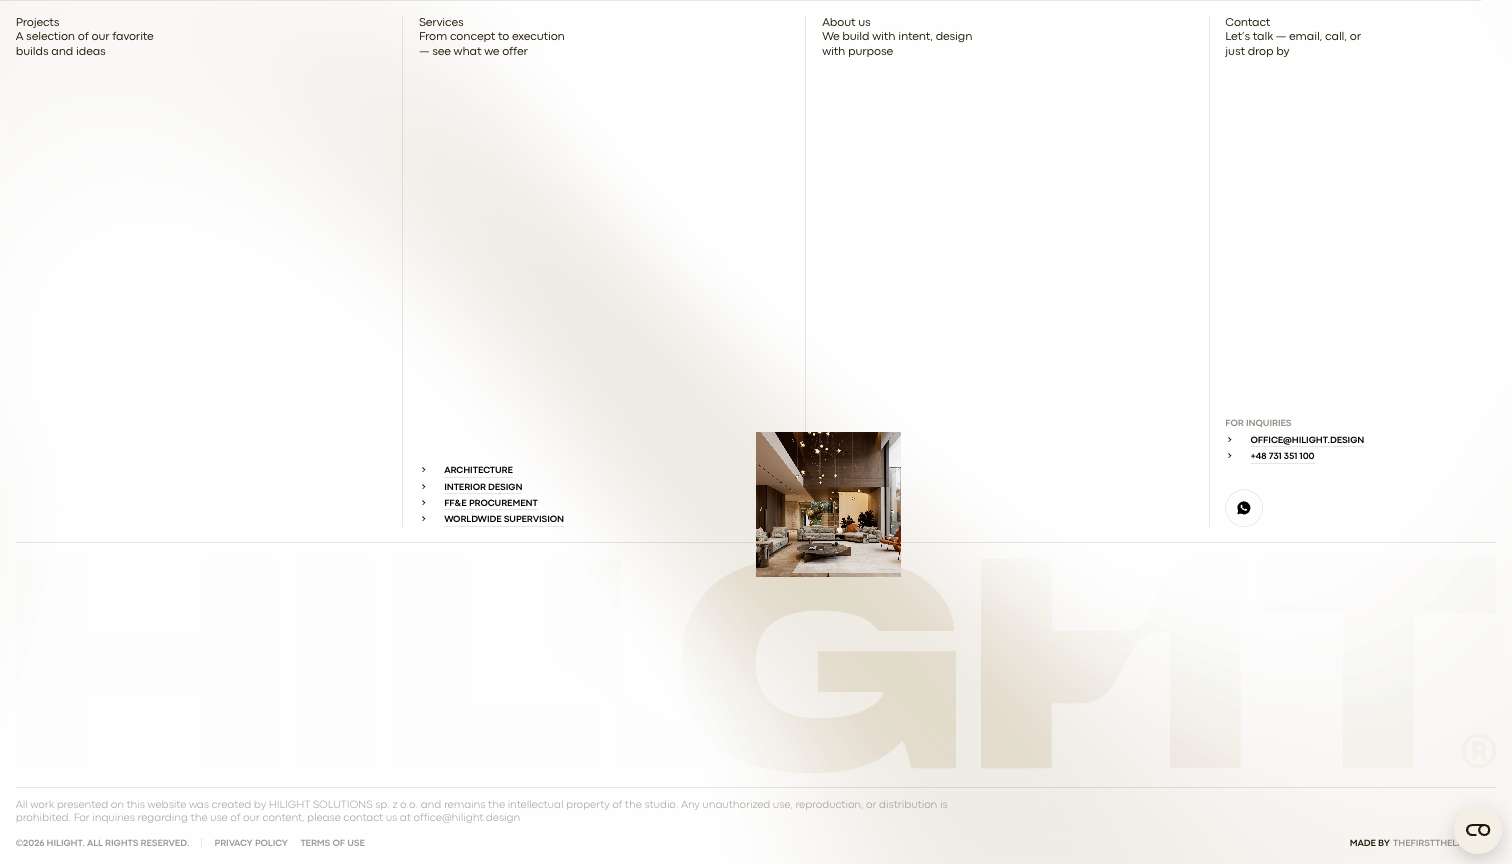 Projects
A selection of our favorite
builds and ideas
Services
From concept to execution
— see what we offer
About us
We build with intent, design
with purpose
Contact
Let's talk — email, call, or
just drop by
> ARCHITECTURE
> INTERIOR DESIGN
> FF&E PROCUREMENT
> WORLDWIDE SUPERVISION
FOR INQUIRIES
> OFFICE@HILIGHT.DESIGN
> +48 731 351 100
HILIGHT®
All work presented on this website was created by HILIGHT SOLUTIONS sp. z o.o. and remains the intellectual property of the studio. Any unauthorized use, reproduction, or distribution is
prohibited. For inquiries regarding the use of our content, please contact us at office@hilight.design
©2026 HILIGHT. ALL RIGHTS RESERVED. PRIVACY POLICY TERMS OF USE
MADE BY